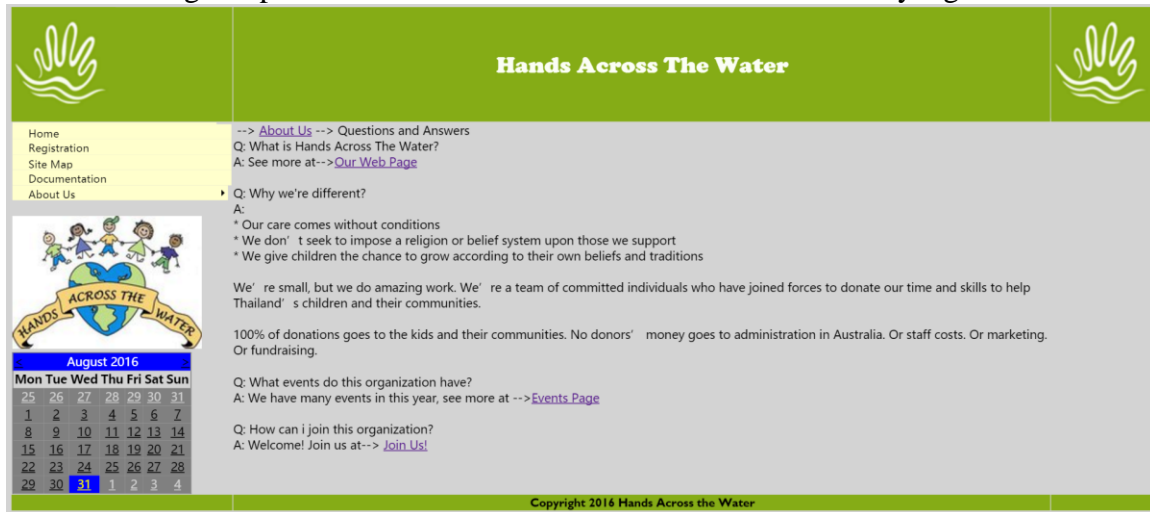 Hands Across The Water
Home
Registration
Site Map
Documentation
About Us
--> About Us --> Questions and Answers
Q: What is Hands Across The Water?
A: See more at-->Our Web Page
Q: Why we're different?
A:
* Our care comes without conditions
* We don’ t seek to impose a religion or belief system upon those we support
* We give children the chance to grow according to their own beliefs and traditions
We’ re small, but we do amazing work. We’ re a team of committed individuals who have joined forces to donate our time and skills to help
Thailand’ s children and their communities.
100% of donations goes to the kids and their communities. No donors’ money goes to administration in Australia. Or staff costs. Or marketing.
Or fundraising.
Q: What events do this organization have?
A: We have many events in this year, see more at -->Events Page
Q: How can i join this organization?
A: Welcome! Join us at--> Join Us!
HANDS ACROSS THE WATER
< August 2016 >
Mon Tue Wed Thu Fri Sat Sun
25 26 27 28 29 30 31
1 2 3 4 5 6 7
8 9 10 11 12 13 14
15 16 17 18 19 20 21
22 23 24 25 26 27 28
29 30 31 1 2 3 4
Copyright 2016 Hands Across the Water